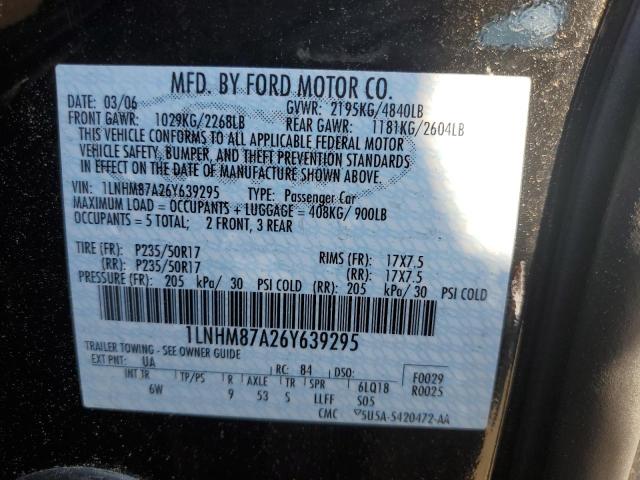 MFD. BY FORD MOTOR CO.
DATE: 03/06 GVWR: 2195KG/4840LB
FRONT GAWR: 1029KG/2268LB REAR GAWR: 1181KG/2604LB
THIS VEHICLE CONFORMS TO ALL APPLICABLE FEDERAL MOTOR
VEHICLE SAFETY, BUMPER, AND THEFT PREVENTION STANDARDS
IN EFFECT ON THE DATE OF MANUFACTURE SHOWN ABOVE.
VIN: 1LNHM87A26Y639295 TYPE: Passenger Car
MAXIMUM LOAD = OCCUPANTS + LUGGAGE = 408KG/ 900LB
OCCUPANTS = 5 TOTAL; 2 FRONT, 3 REAR
TIRE (FR): P235/50R17 RIMS (FR): 17X7.5
(RR): P235/50R17 (RR): 17X7.5
PRESSURE (FR): 205 kPa/ 30 PSI COLD (RR): 205 kPa/ 30 PSI COLD
1LNHM87A26Y639295
TRAILER TOWING - SEE OWNER GUIDE
EXT PNT: UA RC: 84 DSO: F0029
INT TR TP/PS R AXLE TR SPR 6LQ18 R0025
6W 9 53 S LLFF S05
CMC 5U5A-5420472-AA